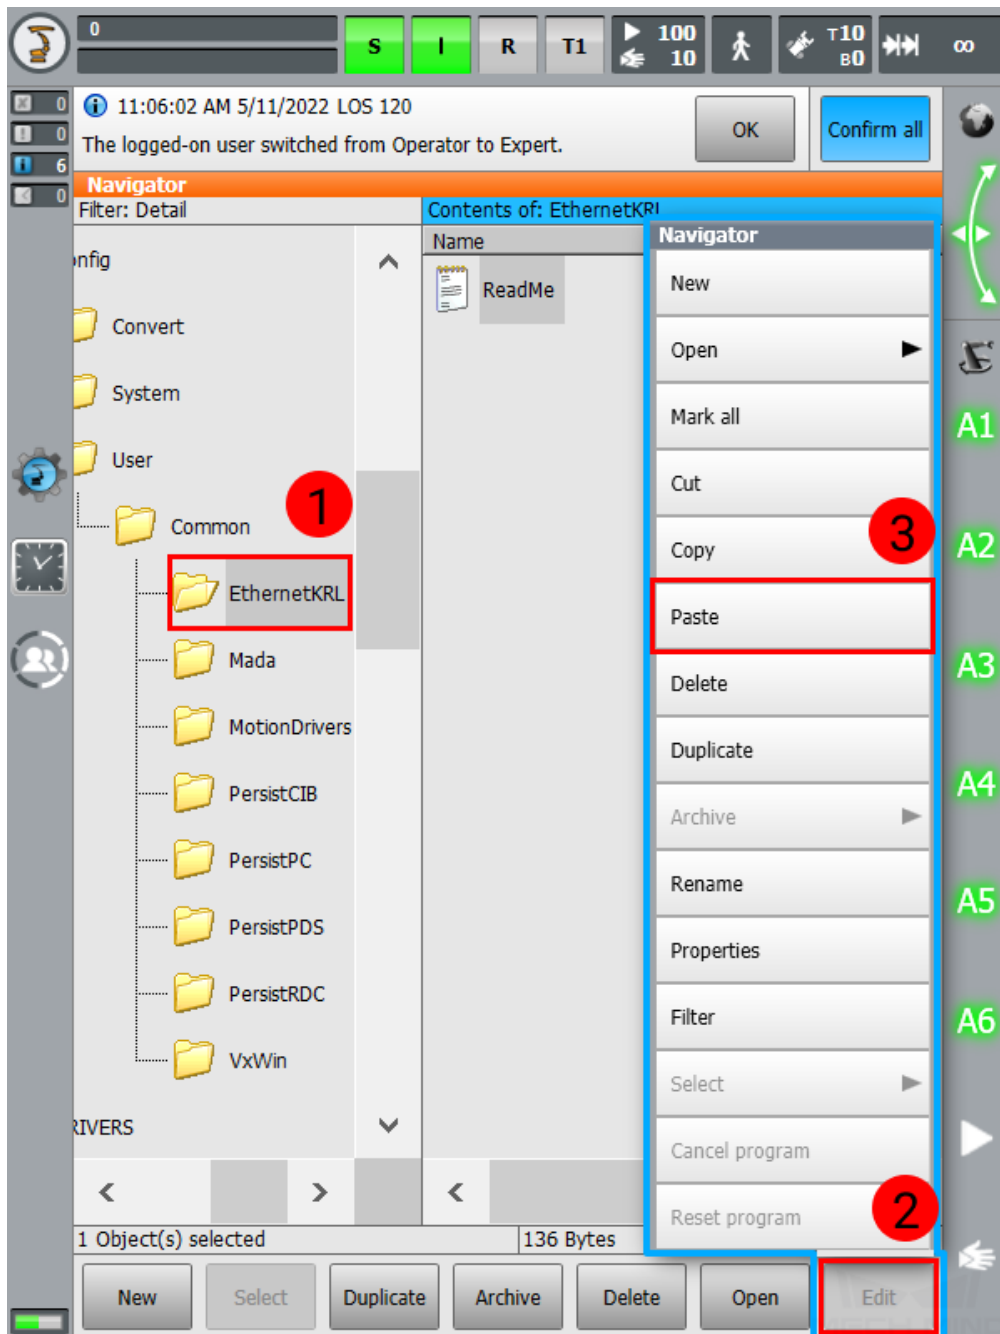 0
S
I
R
T1
100
10
T10
B0
∞
0
0
6
0
11:06:02 AM 5/11/2022 LOS 120
The logged-on user switched from Operator to Expert.
OK
Confirm all
Navigator
Filter: Detail
Contents of: EthernetKRL
Name
ReadMe
onfig
Convert
System
User
Common
EthernetKRL
Mada
MotionDrivers
PersistCIB
PersistPC
PersistPDS
PersistRDC
VxWin
RIVERS
1
Navigator
New
Open
Mark all
Cut
Copy
3
Paste
Delete
Duplicate
Archive
Rename
Properties
Filter
Select
Cancel program
Reset program
2
A1
A2
A3
A4
A5
A6
1 Object(s) selected
136 Bytes
New
Select
Duplicate
Archive
Delete
Open
Edit
MECH MIND